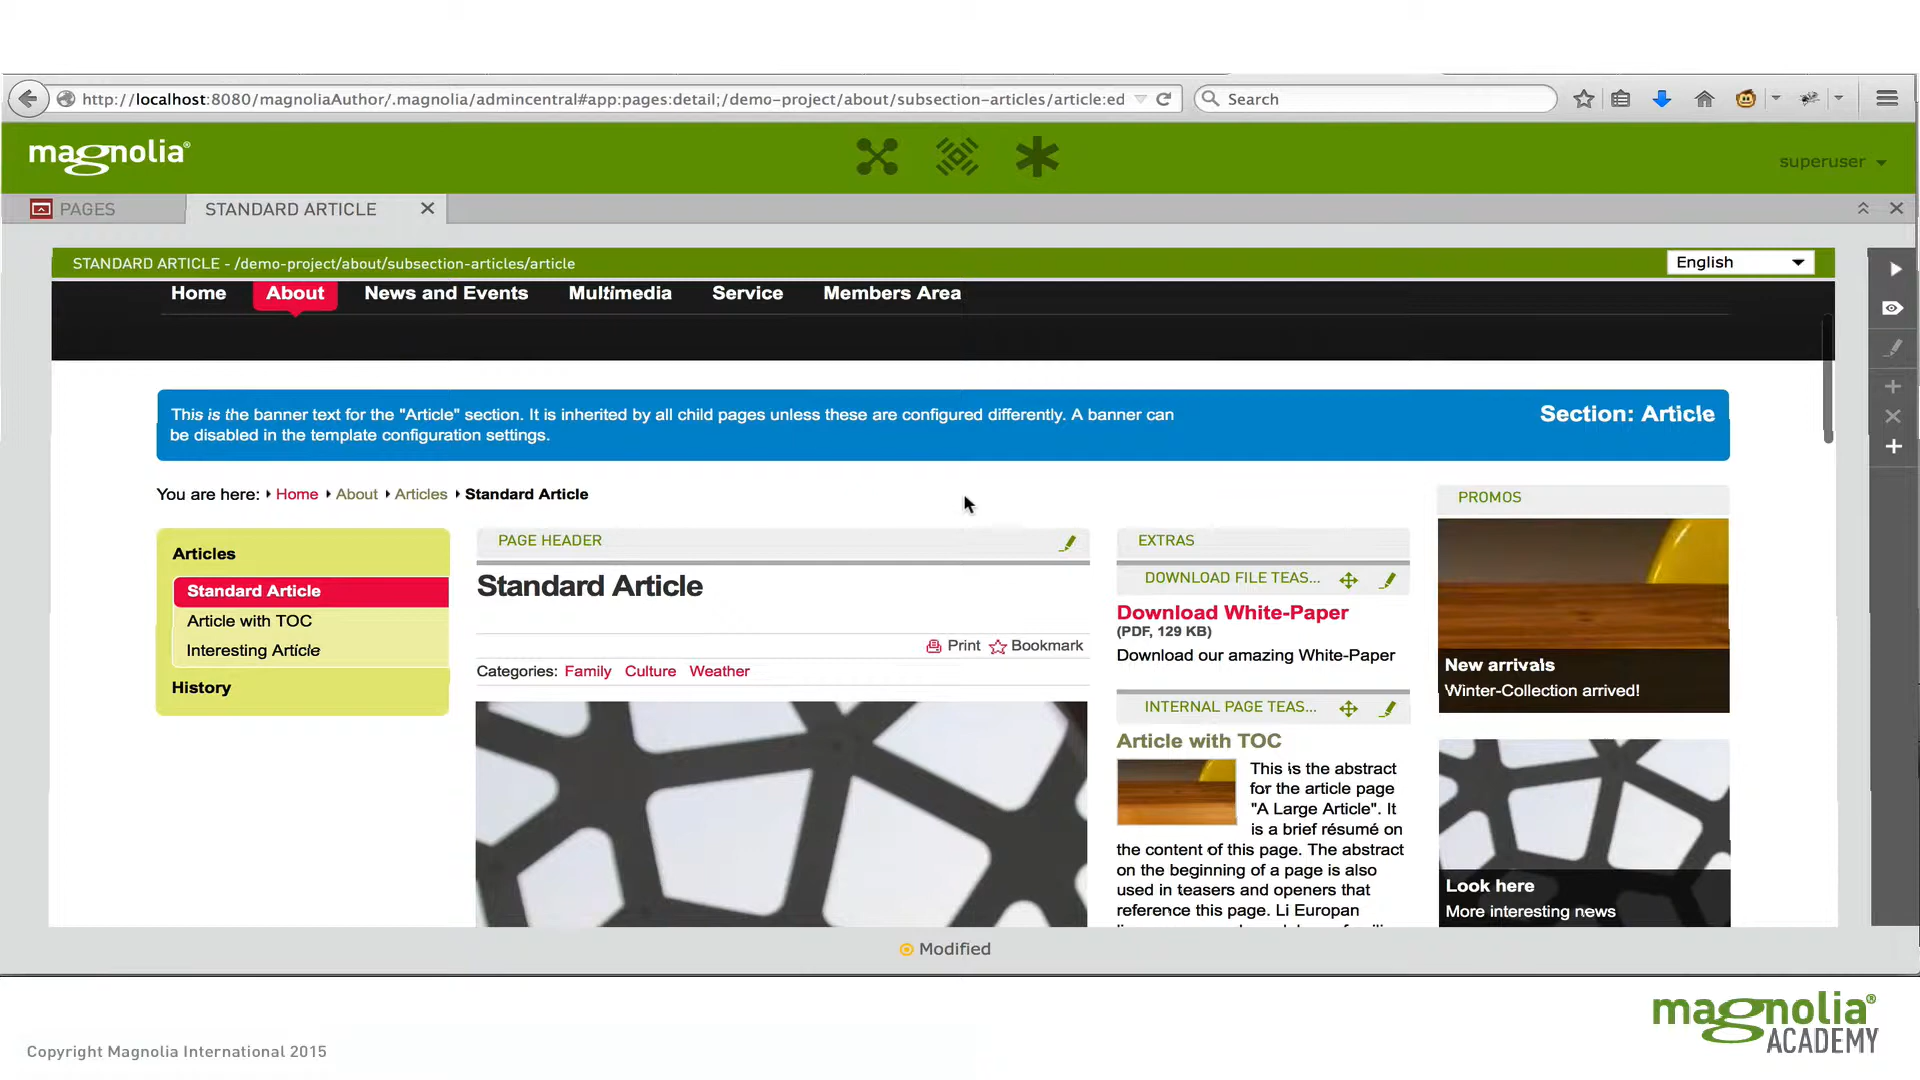 http://localhost:8080/magnoliaAuthor/.magnolia/admincentral#app:pages:detail;/demo-project/about/subsection-articles/article:ed
Search
magnolia®
superuser
PAGES
STANDARD ARTICLE
STANDARD ARTICLE - /demo-project/about/subsection-articles/article
English
Home About News and Events Multimedia Service Members Area
This is the banner text for the "Article" section. It is inherited by all child pages unless these are configured differently. A banner can
be disabled in the template configuration settings.
Section: Article
You are here: Home About Articles Standard Article
Articles
Standard Article
Article with TOC
Interesting Article
History
PAGE HEADER
Standard Article
Print Bookmark
Categories: Family Culture Weather
EXTRAS
DOWNLOAD FILE TEAS...
Download White-Paper
(PDF, 129 KB)
Download our amazing White-Paper
INTERNAL PAGE TEAS...
Article with TOC
This is the abstract
for the article page
"A Large Article". It
is a brief résumé on
the content of this page. The abstract
on the beginning of a page is also
used in teasers and openers that
reference this page. Li Europan
PROMOS
New arrivals
Winter-Collection arrived!
Look here
More interesting news
Modified
Copyright Magnolia International 2015
magnolia®
ACADEMY